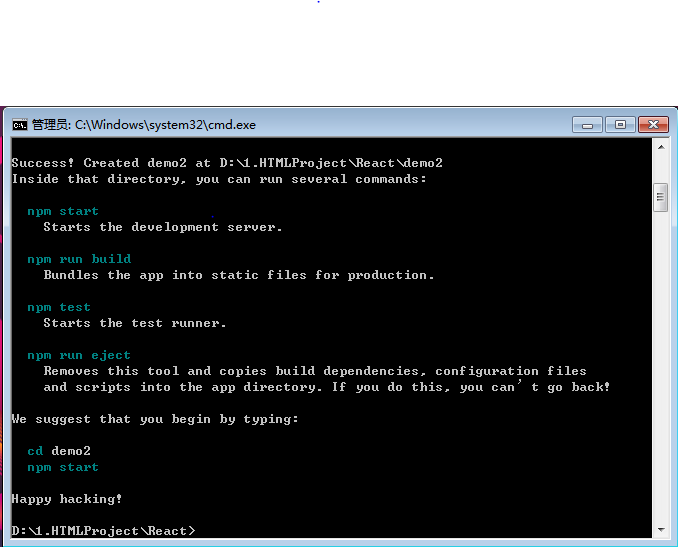 管理员: C:\Windows\system32\cmd.exe
Success! Created demo2 at D:\1.HTMLProject\React\demo2
Inside that directory, you can run several commands:
npm start
Starts the development server.
npm run build
Bundles the app into static files for production.
npm test
Starts the test runner.
npm run eject
Removes this tool and copies build dependencies, configuration files
and scripts into the app directory. If you do this, you can’t go back!
We suggest that you begin by typing:
cd demo2
npm start
Happy hacking!
D:\1.HTMLProject\React>